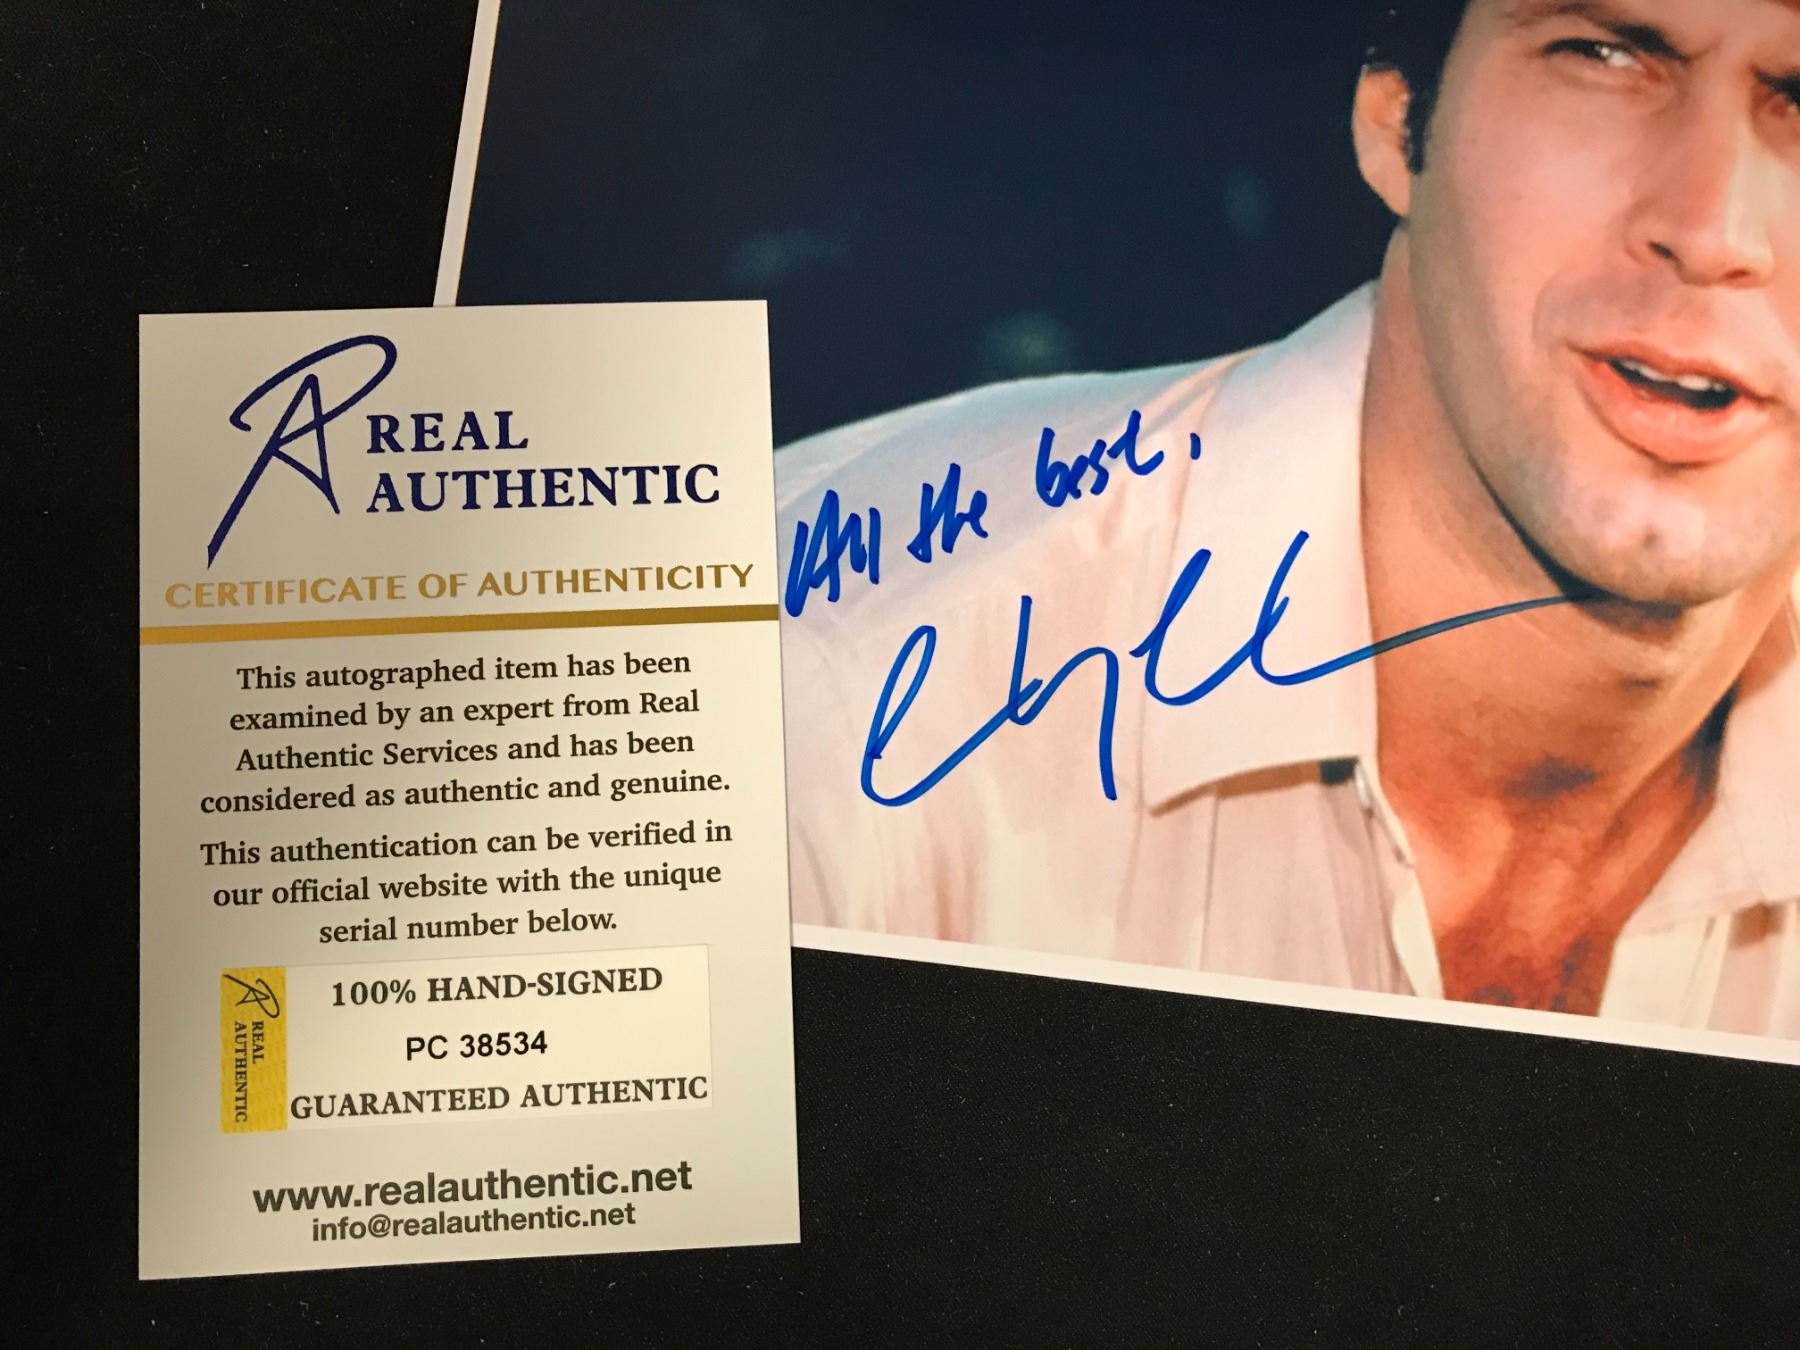 REAL
AUTHENTIC
CERTIFICATE OF AUTHENTICITY
This autographed item has been
examined by an expert from Real
Authentic Services and has been
considered as authentic and genuine.
This authentication can be verified in
our official website with the unique
serial number below.
REAL
AUTHENTIC
100% HAND-SIGNED
PC 38534
GUARANTEED AUTHENTIC
www.realauthentic.net
info@realauthentic.net
All the best,